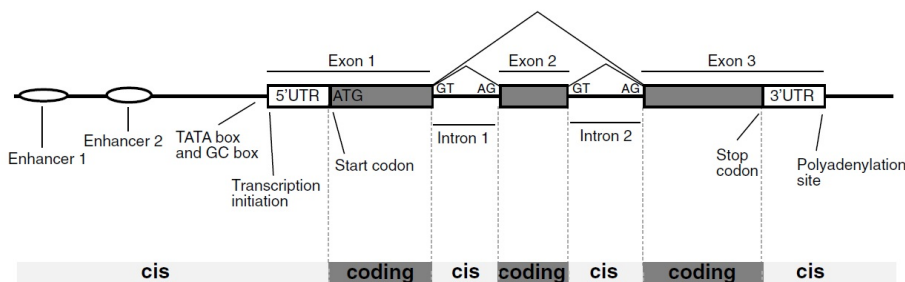 Exon 1
Exon 2
Exon 3
5'UTR
ATG
GT
AG
GT
AG
3'UTR
Enhancer 1
Enhancer 2
TATA box
and GC box
Transcription
initiation
Start codon
Intron 1
Intron 2
Stop
codon
Polyadenylation
site
cis
coding
cis
coding
cis
coding
cis